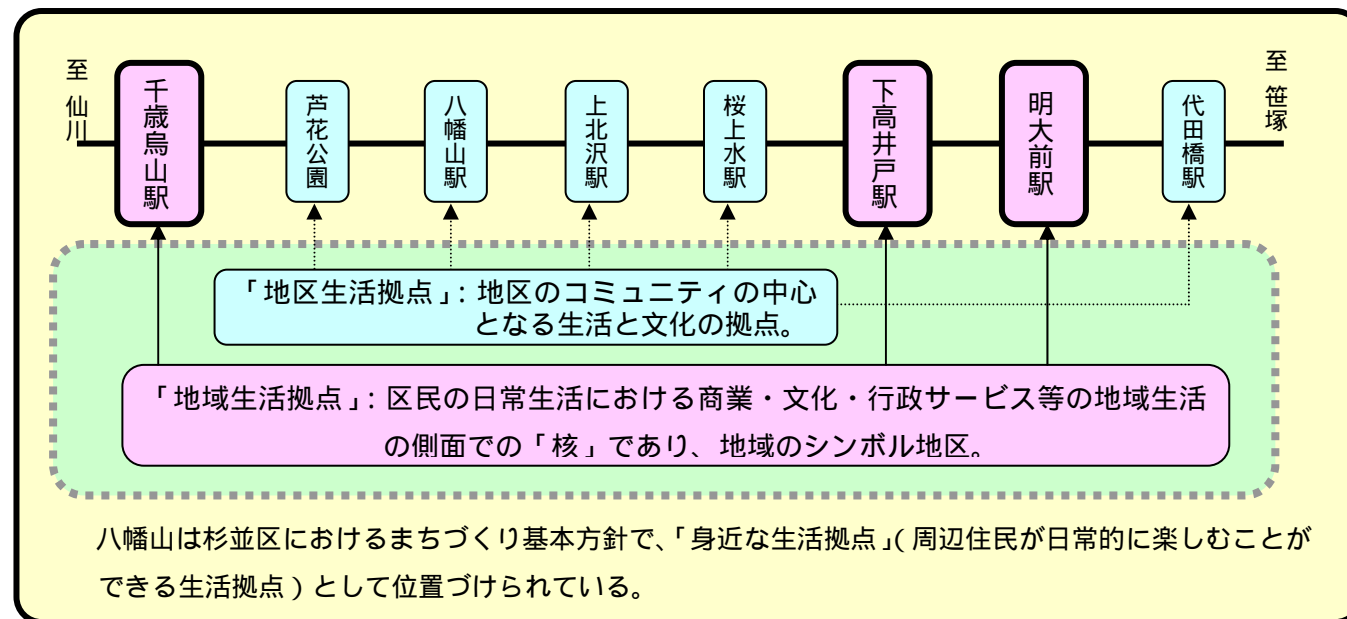 至 仙川
千歳烏山駅
芦花公園
八幡山駅
上北沢駅
桜上水駅
下高井戸駅
明大前駅
代田橋駅
至 笹塚
「地区生活拠点」：地区のコミュニティの中心
となる生活と文化の拠点。
「地域生活拠点」：区民の日常生活における商業・文化・行政サービス等の地域生活
の側面での「核」であり、地域のシンボル地区。
八幡山は杉並区におけるまちづくり基本方針で、「身近な生活拠点」（周辺住民が日常的に楽しむことが
できる生活拠点）として位置づけられている。